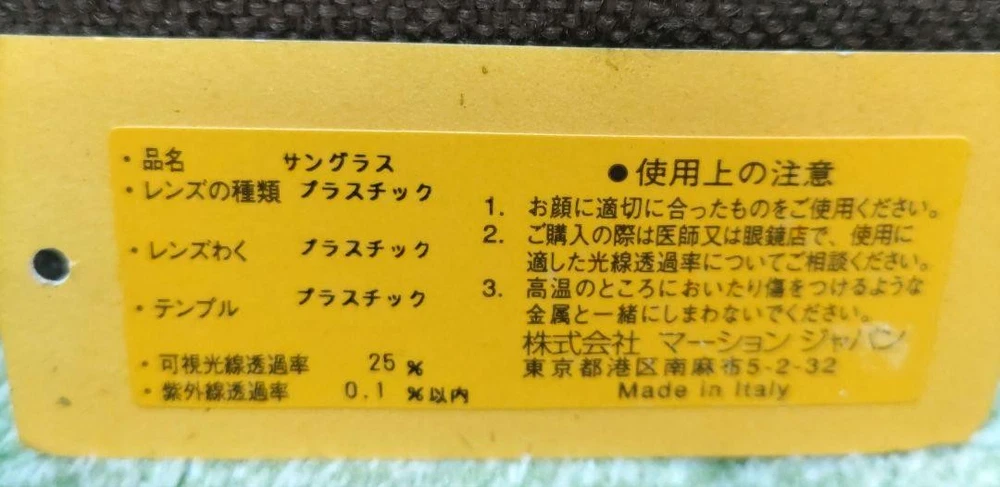 ・品名 サングラス
・レンズの種類 プラスチック
・レンズわく プラスチック
・テンプル プラスチック
・可視光線透過率 25 %
・紫外線透過率 0.1 %以内
●使用上の注意
1. お顔に適切に合ったものをご使用ください。
2. ご購入の際は医師又は眼鏡店で、使用に
適した光線透過率についてご相談ください。
3. 高温のところにおいたり傷をつけるような
金属と一緒にしまわないでください。
株式会社 マーション ジャパン
東京都港区南麻布5-2-32
Made in Italy